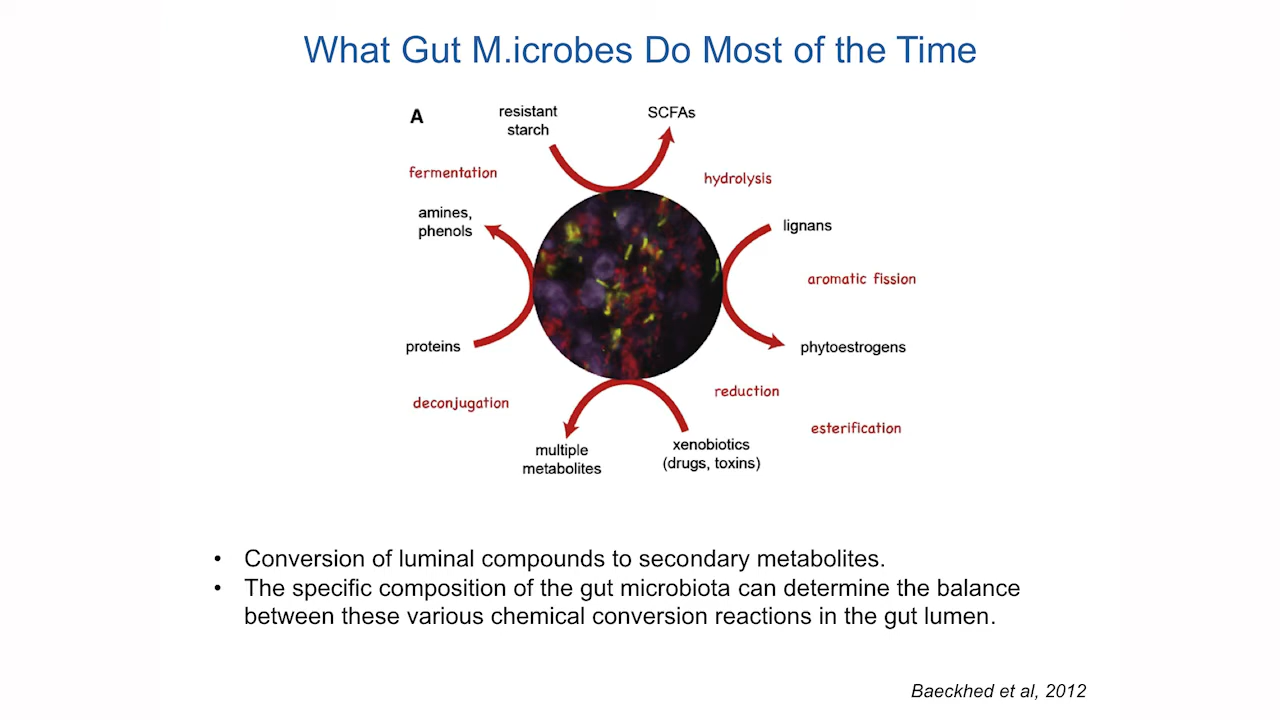 What Gut M.icrobes Do Most of the Time
A
resistant
starch
SCFAs
fermentation
hydrolysis
amines,
phenols
lignans
aromatic fission
proteins
phytoestrogens
deconjugation
reduction
esterification
multiple
metabolites
xenobiotics
(drugs, toxins)
• Conversion of luminal compounds to secondary metabolites.
• The specific composition of the gut microbiota can determine the balance
between these various chemical conversion reactions in the gut lumen.
Baeckhed et al, 2012